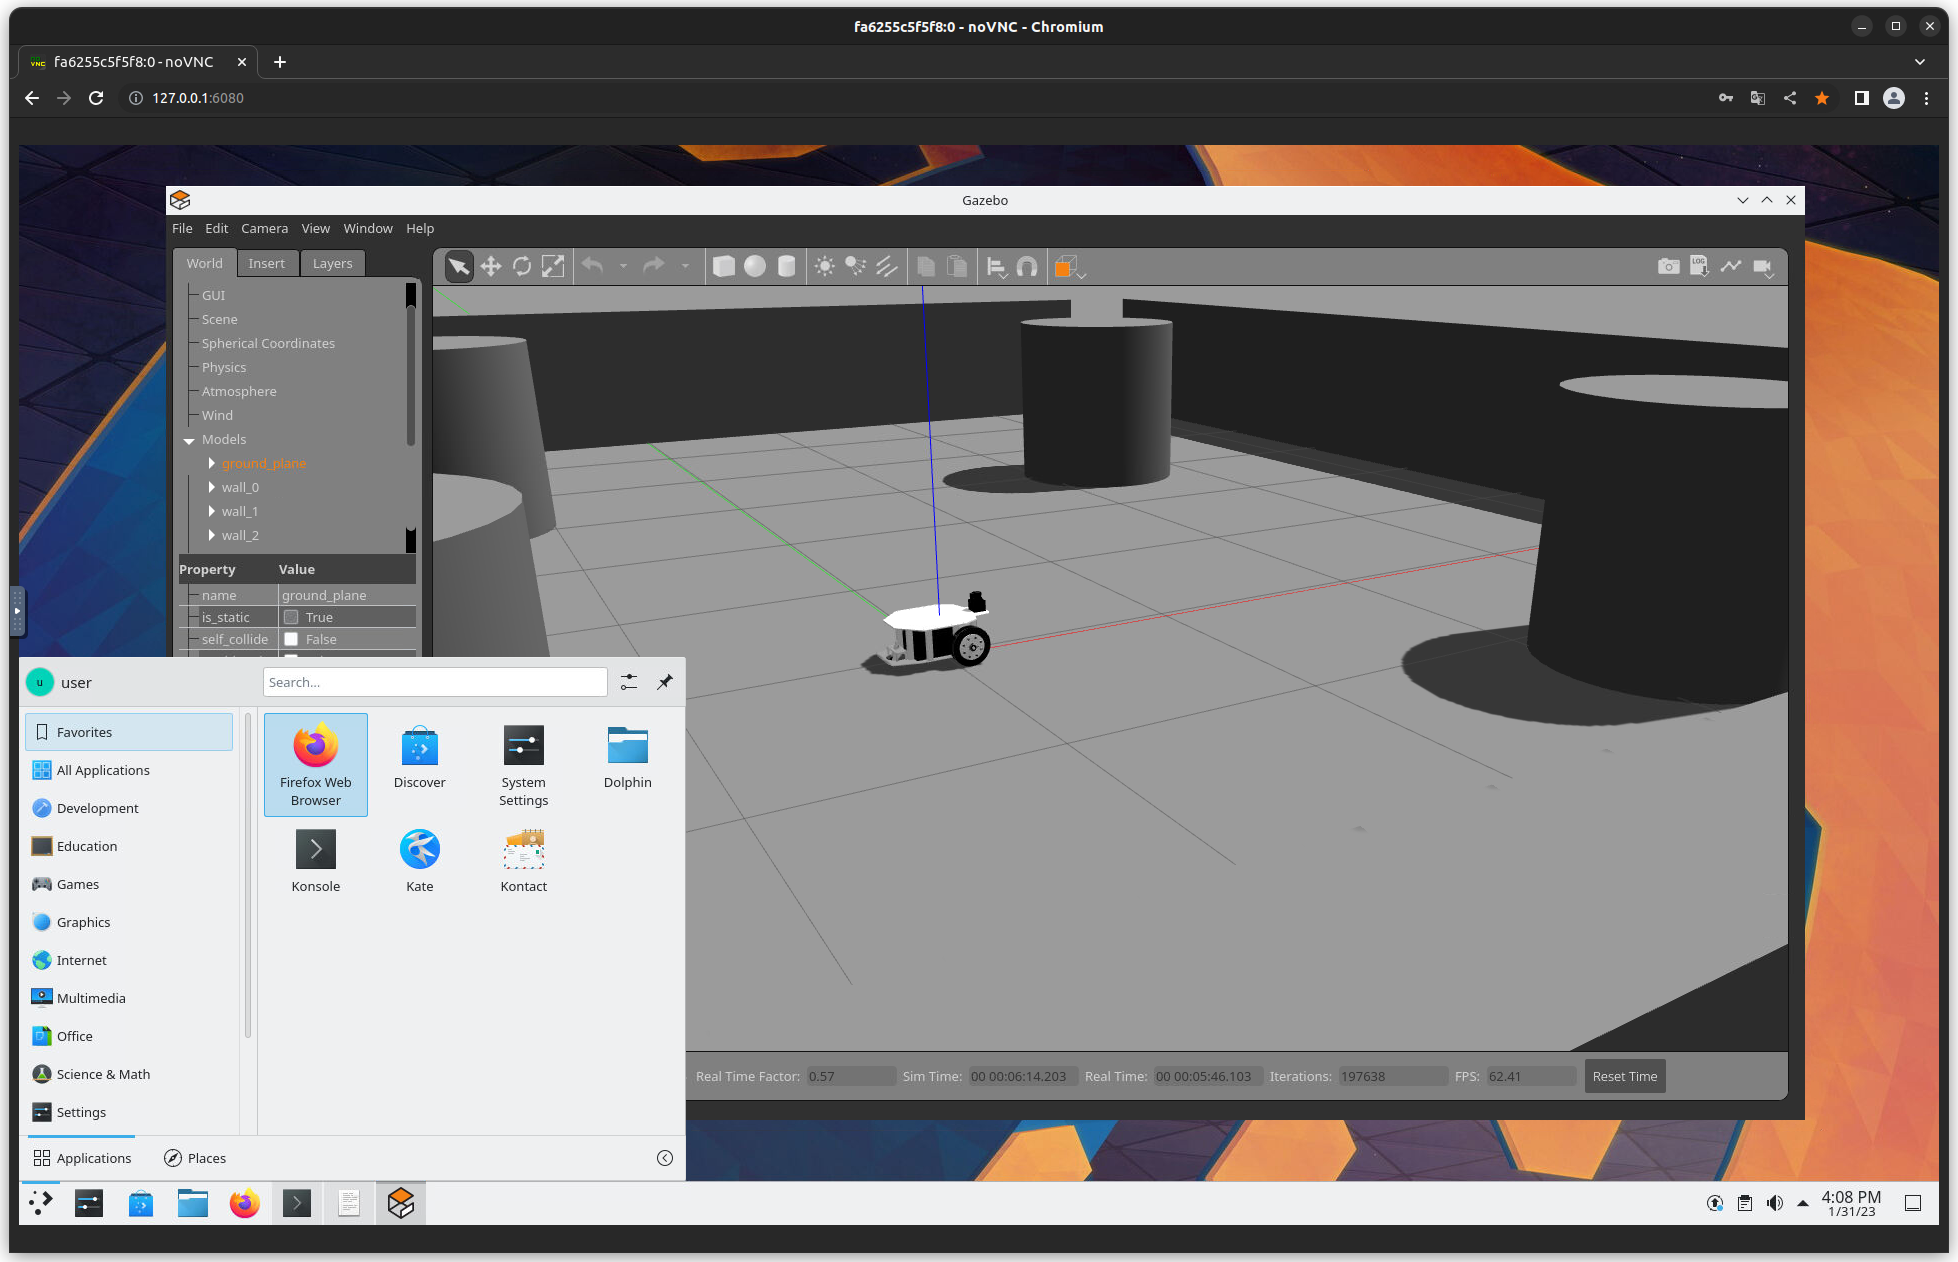 fa6255c5f5f8:0 - noVNC - Chromium
fa6255c5f5f8:0 - noVNC
127.0.0.1:6080
Gazebo
File Edit Camera View Window Help
World Insert Layers
LOG
GUI
Scene
Spherical Coordinates
Physics
Atmosphere
Wind
Models
ground_plane
wall_0
wall_1
wall_2
Property Value
name ground_plane
is_static True
self_collide False
u user
Search...
Favorites
All Applications
Development
Education
Games
Graphics
Internet
Multimedia
Office
Science & Math
Settings
Firefox Web Browser
Discover
System Settings
Dolphin
Konsole
Kate
Kontact
Applications Places
Real Time Factor: 0.57 Sim Time: 00 00:06:14.203 Real Time: 00 00:05:46.103 Iterations: 197638 FPS: 62.41 Reset Time
4:08 PM
1/31/23